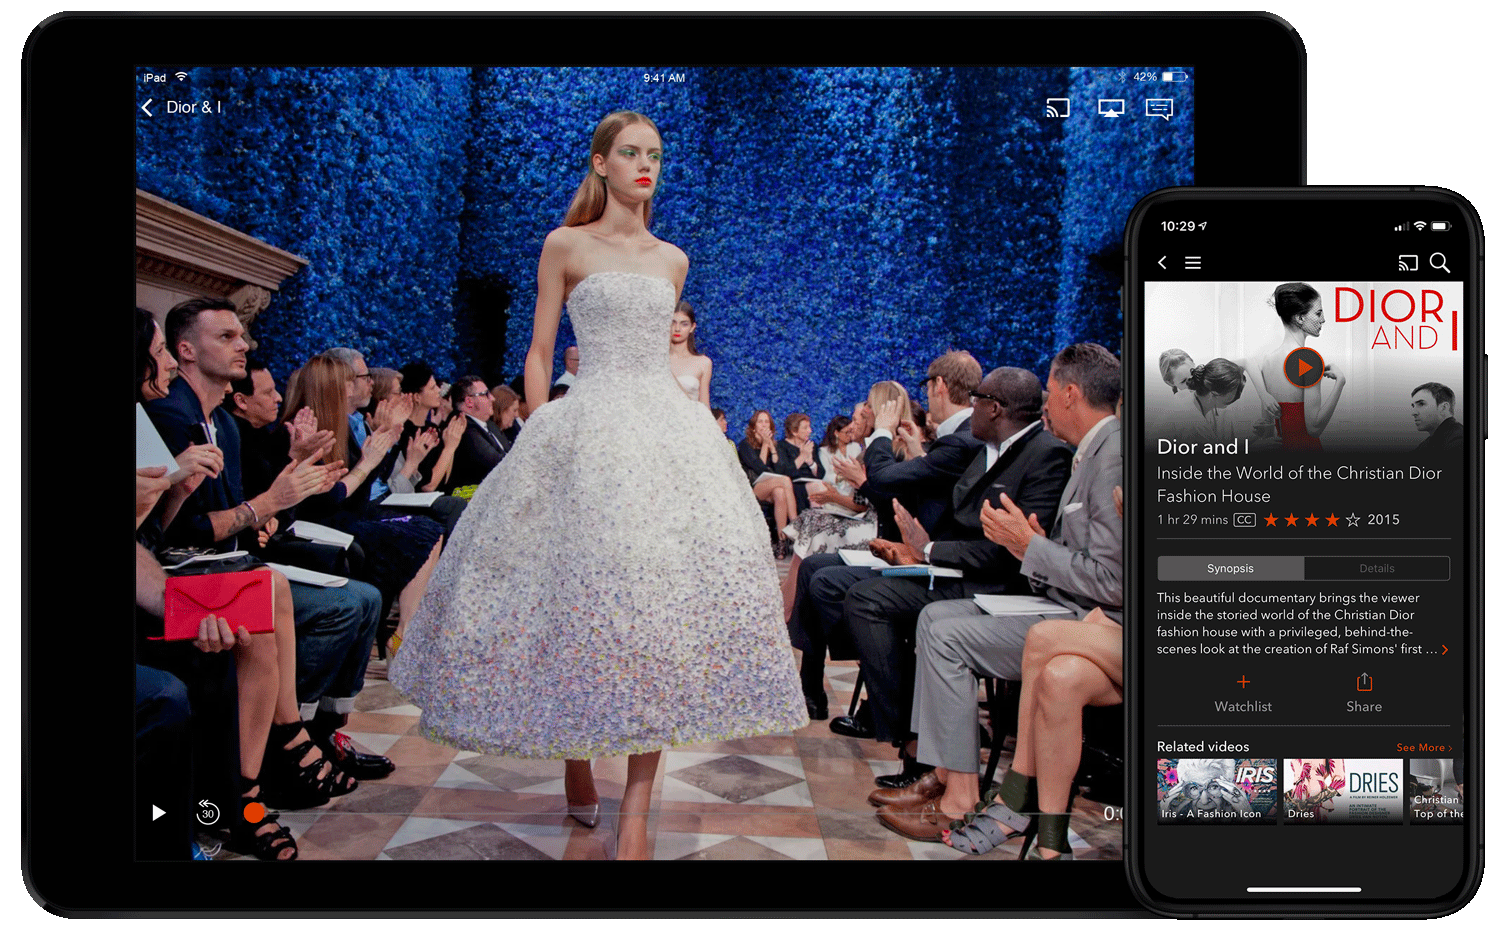 iPad
9:41 AM
42%
Dior & I
30
10:29
DIOR
AND I
Dior and I
Inside the World of the Christian Dior
Fashion House
1 hr 29 mins CC 2015
Synopsis
Details
This beautiful documentary brings the viewer
inside the storied world of the Christian Dior
fashion house with a privileged, behind-the-
scenes look at the creation of Raf Simons' first ...
Watchlist
Share
Related videos
See More
IRIS
Iris - A Fashion Icon
DRIES
Dries
Christian
Top of the